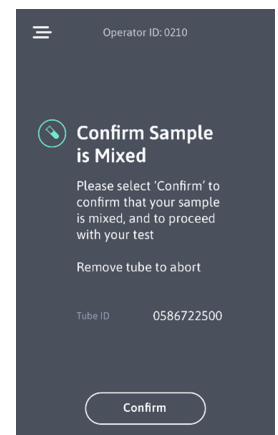 Operator ID: 0210
Confirm Sample
is Mixed
Please select 'Confirm' to
confirm that your sample
is mixed, and to proceed
with your test
Remove tube to abort
Tube ID 0586722500
Confirm